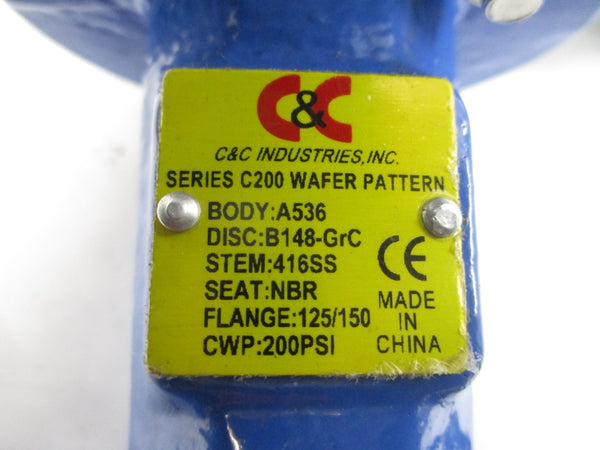 C&C
C&C INDUSTRIES,INC.
SERIES C200 WAFER PATTERN
BODY:A536
DISC:B148-GrC
STEM:416SS
SEAT:NBR
FLANGE:125/150
CWP:200PSI
CE
MADE
IN
CHINA